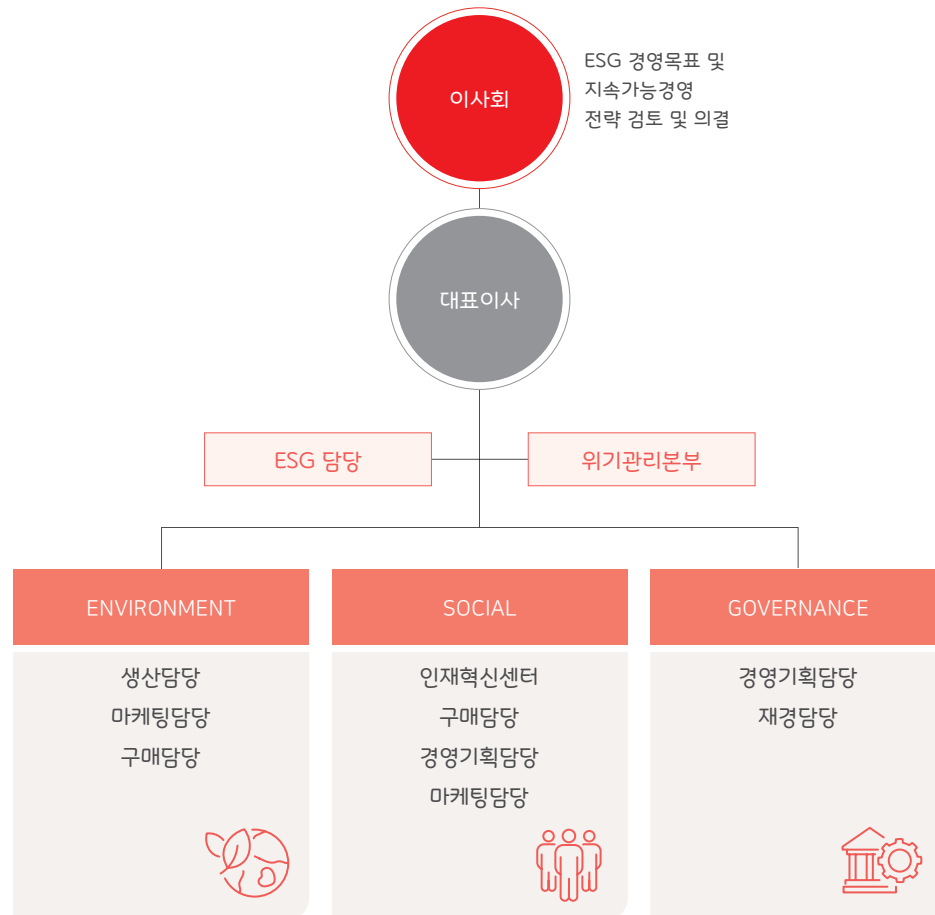 이사회
ESG 경영목표 및
지속가능경영
전략 검토 및 의결
대표이사
ESG 담당
위기관리본부
ENVIRONMENT
생산담당
마케팅담당
구매담당
SOCIAL
인재혁신센터
구매담당
경영기획담당
마케팅담당
GOVERNANCE
경영기획담당
재경담당